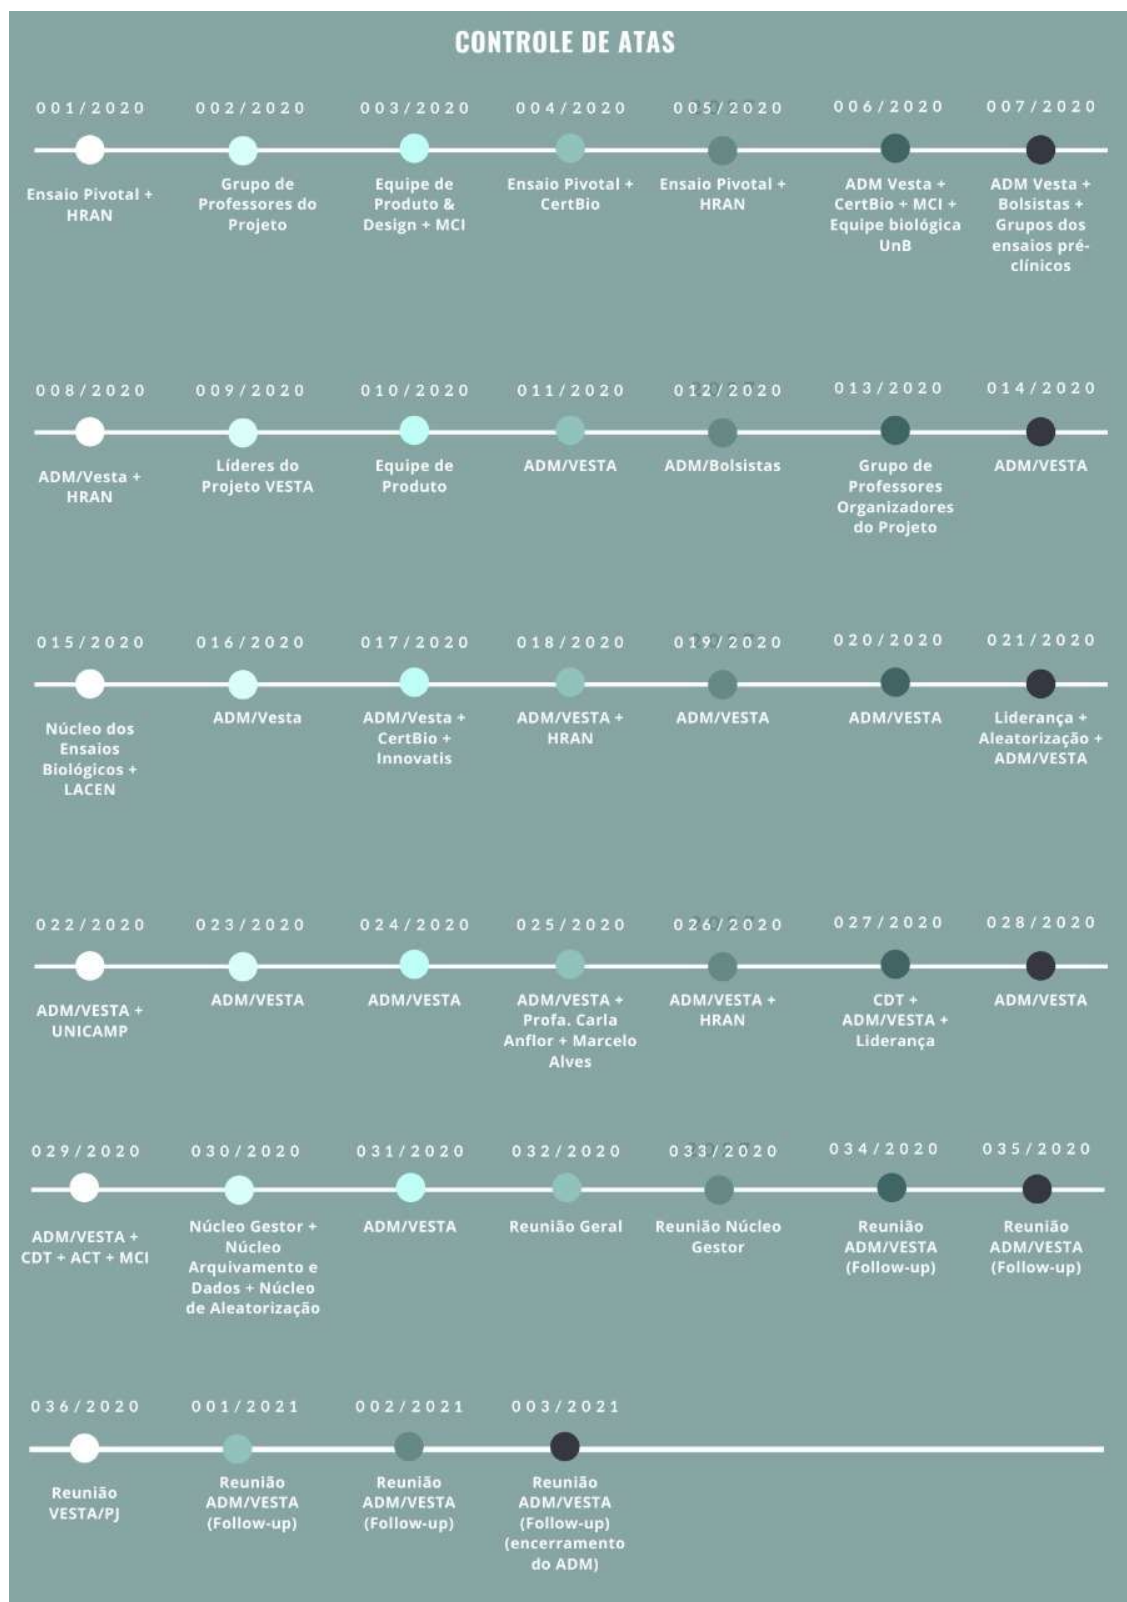 CONTROLE DE ATAS
001/2020
002/2020
003/2020
004/2020
005/2020
006/2020
007/2020
Ensaio Pivotal +
HRAN
Grupo de
Professores do
Projeto
Equipe de
Produto &
Design + MCI
Ensaio Pivotal +
CertBio
Ensaio Pivotal +
HRAN
ADM Vesta +
CertBio + MCI +
Equipe biológica
UnB
ADM Vesta +
Bolsistas +
Grupos dos
ensaios pré-
clínicos
008/2020
009/2020
010/2020
011/2020
012/2020
013/2020
014/2020
ADM/Vesta +
HRAN
Líderes do
Projeto VESTA
Equipe de
Produto
ADM/VESTA
ADM/Bolsistas
Grupo de
Professores
Organizadores
do Projeto
ADM/VESTA
015/2020
016/2020
017/2020
018/2020
019/2020
020/2020
021/2020
Núcleo dos
Ensaios
Biológicos +
LACEN
ADM/Vesta
ADM/Vesta +
CertBio +
Innovatis
ADM/VESTA +
HRAN
ADM/VESTA
ADM/VESTA
Liderança +
Aleatorização +
ADM/VESTA
022/2020
023/2020
024/2020
025/2020
026/2020
027/2020
028/2020
ADM/VESTA +
UNICAMP
ADM/VESTA
ADM/VESTA
ADM/VESTA +
Profa. Carla
Anflor + Marcelo
Alves
ADM/VESTA +
HRAN
CDT +
ADM/VESTA +
Liderança
ADM/VESTA
029/2020
030/2020
031/2020
032/2020
033/2020
034/2020
035/2020
ADM/VESTA +
CDT + ACT + MCI
Núcleo Gestor +
Núcleo
Arquivamento e
Dados + Núcleo
de Aleatorização
ADM/VESTA
Reunião Geral
Reunião Núcleo
Gestor
Reunião
ADM/VESTA
(Follow-up)
Reunião
ADM/VESTA
(Follow-up)
036/2020
001/2021
002/2021
003/2021
Reunião
VESTA/PJ
Reunião
ADM/VESTA
(Follow-up)
Reunião
ADM/VESTA
(Follow-up)
Reunião
ADM/VESTA
(Follow-up)
(encerramento
do ADM)